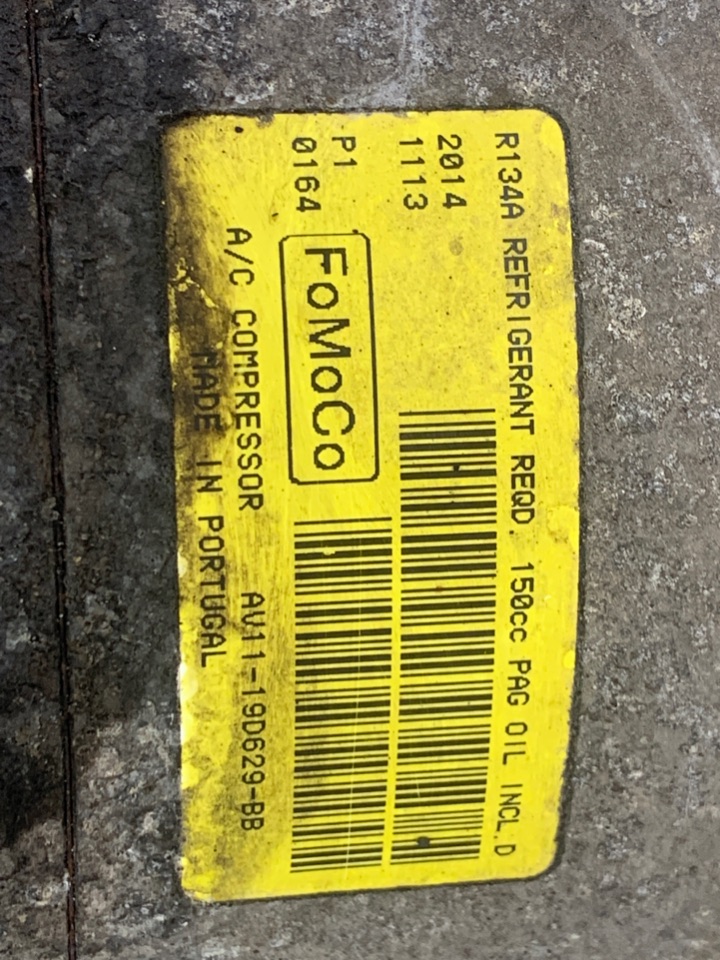 R134A REFRIGERANT REQD. 150cc PAG OIL INCL.D
2014
1113
P1
0164
FoMoCo
A/C COMPRESSOR AV11-19D629-BB
MADE IN PORTUGAL